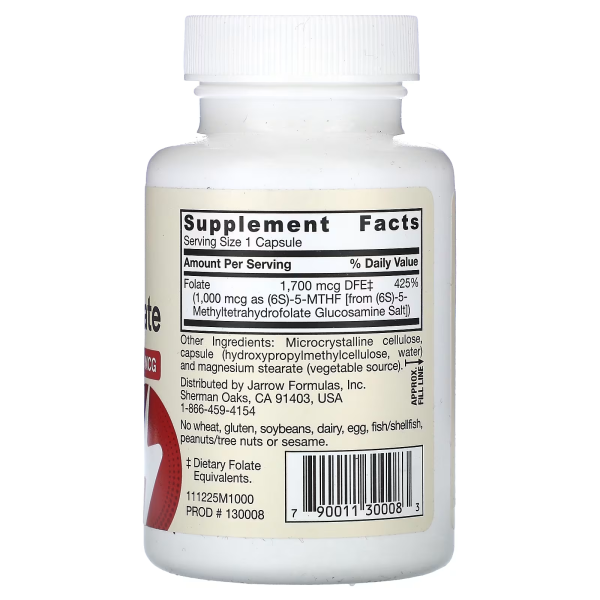 Supplement Facts
Serving Size 1 Capsule
Amount Per Serving % Daily Value
Folate 1,700 mcg DFE‡ 425%
(1,000 mcg as (6S)-5-MTHF [from (6S)-5-
Methyltetrahydrofolate Glucosamine Salt])
Other Ingredients: Microcrystalline cellulose,
capsule (hydroxypropylmethylcellulose, water)
and magnesium stearate (vegetable source).
APPROX.
FILL LINE
Distributed by Jarrow Formulas, Inc.
Sherman Oaks, CA 91403, USA
1-866-459-4154
No wheat, gluten, soybeans, dairy, egg, fish/shellfish,
peanuts/tree nuts or sesame.
‡ Dietary Folate
Equivalents.
111225M1000
PROD # 130008
7 90011 30008 3
ate
MCG